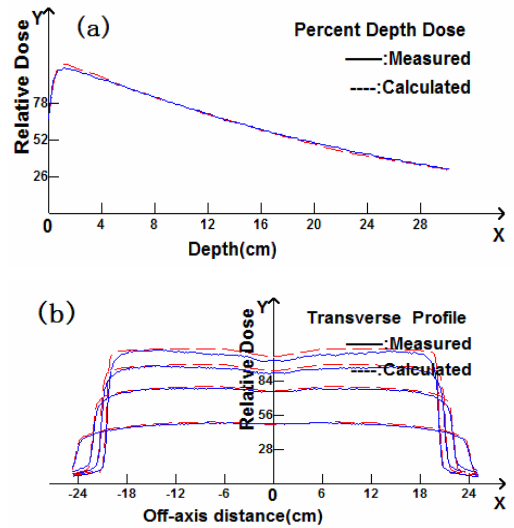 (a)
Y
Relative Dose
Percent Depth Dose
—:Measured
----:Calculated
78
52
26
0 4 8 12 16 20 24 28
X
Depth(cm)
(b)
Y
Relative Dose
Transverse Profile
—:Measured
----:Calculated
84
56
28
-24 -18 -12 -6 0 6 12 18 24
X
Off-axis distance(cm)